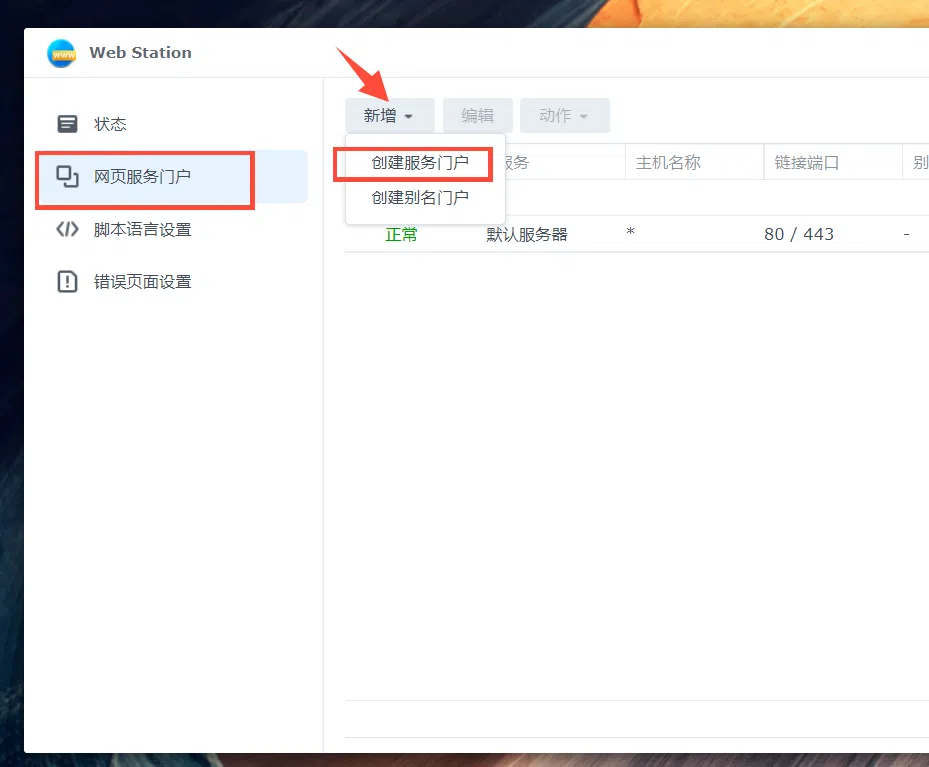 www
Web Station
状态
网页服务门户
脚本语言设置
错误页面设置
新增 编辑 动作
创建服务门户
创建别名门户
服务 主机名称 链接端口 别
正常 默认服务器 * 80 / 443 -